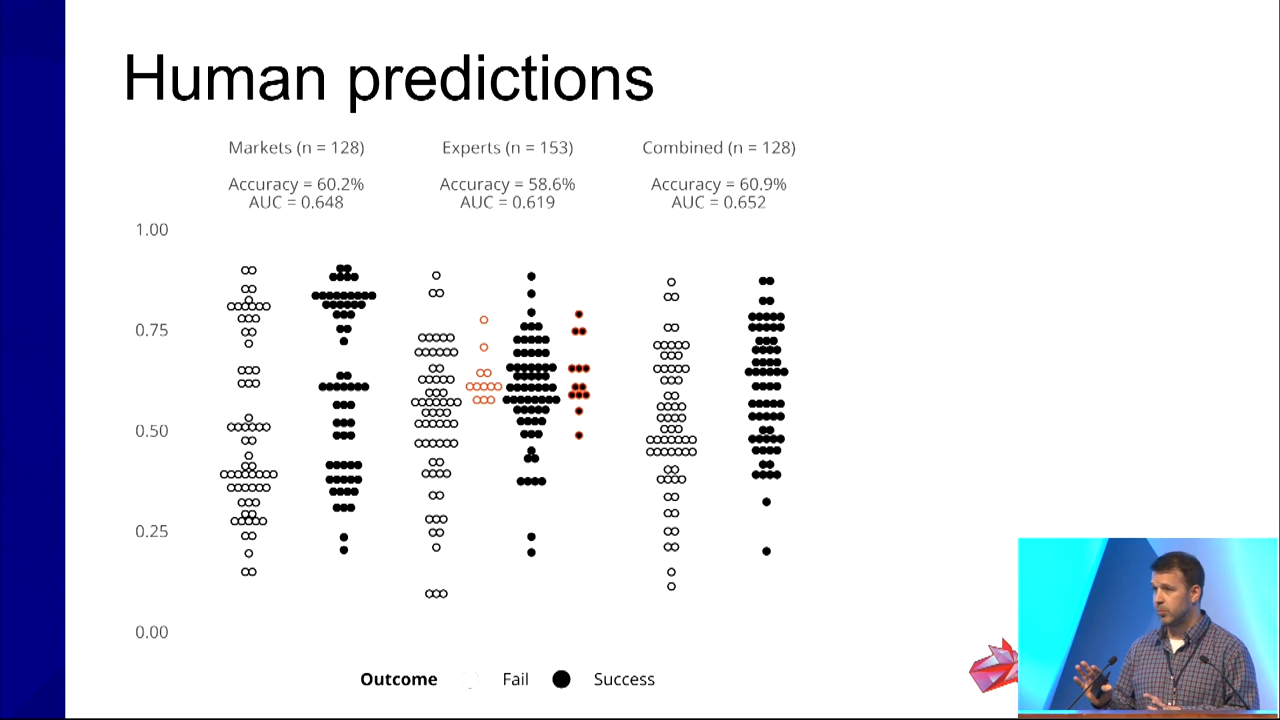 Human predictions
Markets (n = 128)
Experts (n = 153)
Combined (n = 128)
Accuracy = 60.2%
AUC = 0.648
Accuracy = 58.6%
AUC = 0.619
Accuracy = 60.9%
AUC = 0.652
1.00
0.75
0.50
0.25
0.00
Outcome Fail Success